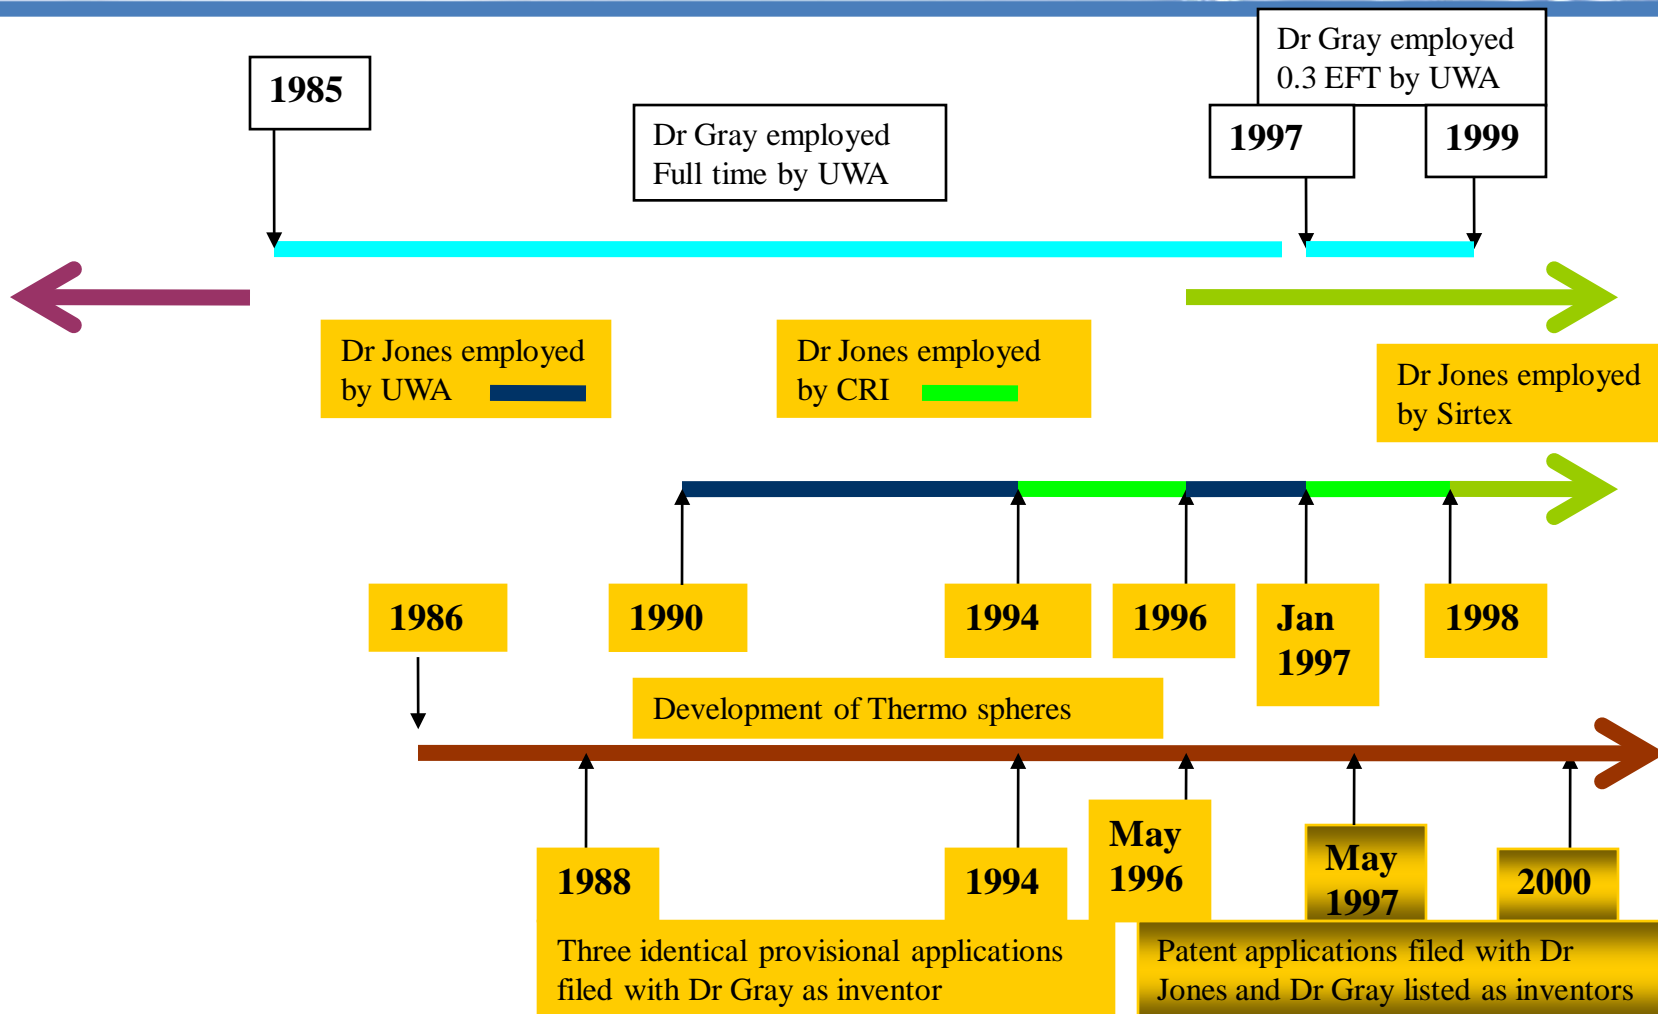 Dr Gray employed
0.3 EFT by UWA
1985
Dr Gray employed
Full time by UWA
1997
1999
Dr Jones employed
by UWA
Dr Jones employed
by CRI
Dr Jones employed
by Sirtex
1986
1990
1994
1996
Jan
1997
1998
Development of Thermo spheres
1988
1994
May
1996
May
1997
2000
Three identical provisional applications
filed with Dr Gray as inventor
Patent applications filed with Dr
Jones and Dr Gray listed as inventors